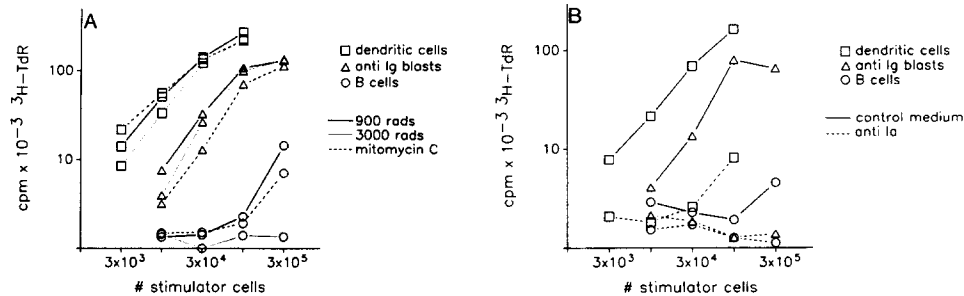 A
cpm x 10⁻³ ³H-TdR
100
10
3x10³
3x10⁴
3x10⁵
# stimulator cells
dendritic cells
anti Ig blasts
B cells
900 rads
3000 rads
mitomycin C
B
cpm x 10⁻³ ³H-TdR
100
10
3x10³
3x10⁴
3x10⁵
# stimulator cells
dendritic cells
anti Ig blasts
B cells
control medium
anti Ia